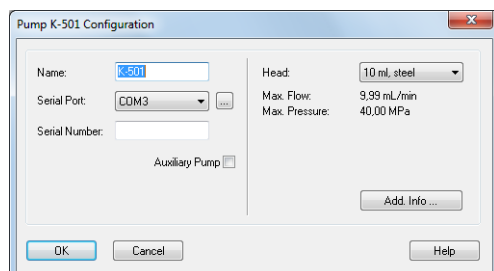 Pump K-501 Configuration
Name:
K-501
Serial Port:
COM3
...
Serial Number:
Auxiliary Pump
Head:
10 ml, steel
Max. Flow:
9,99 mL/min
Max. Pressure:
40,00 MPa
Add. Info ...
OK
Cancel
Help